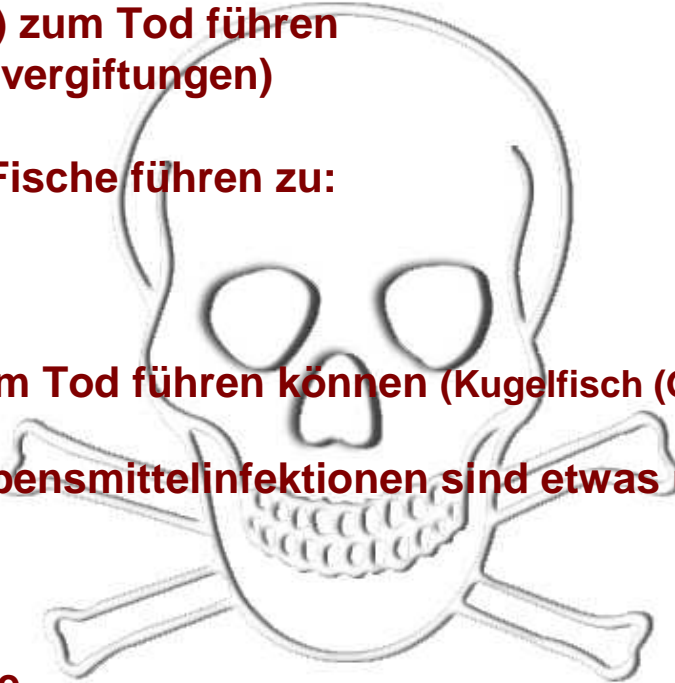 ) zum Tod führen
vergiftungen)
Fische führen zu:
m Tod führen können (Kugelfisch (
bensmittelinfektionen sind etwas